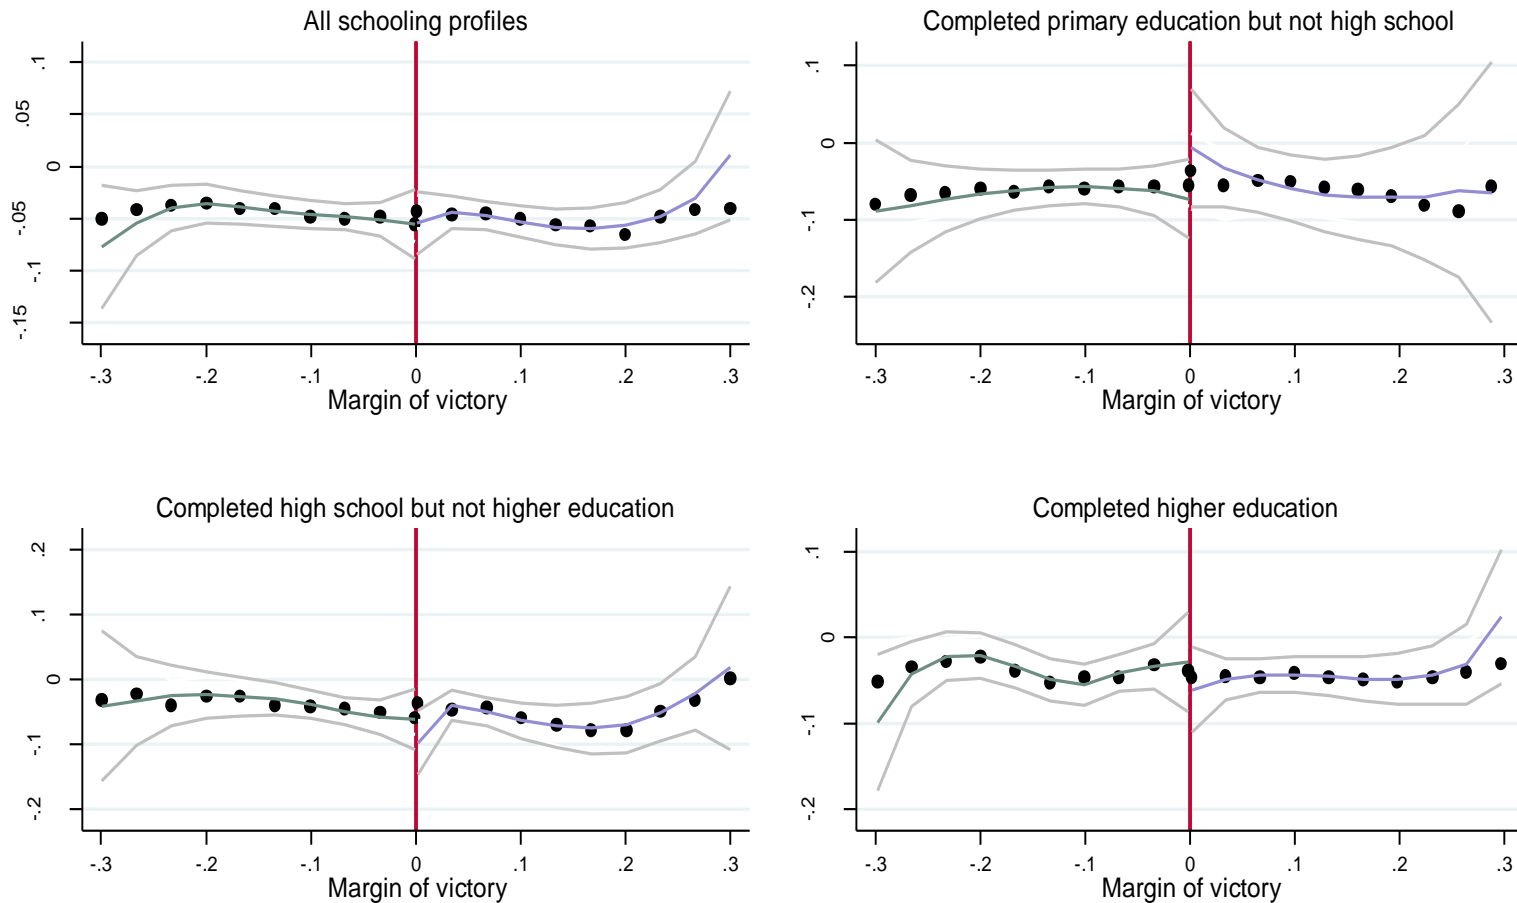 All schooling profiles
.1
.05
0
-.05
-.1
-.15
-.3 -.2 -.1 0 .1 .2 .3
Margin of victory
Completed primary education but not high school
.1
0
-.1
-.2
-.3 -.2 -.1 0 .1 .2 .3
Margin of victory
Completed high school but not higher education
.2
.1
0
-.1
-.2
-.3 -.2 -.1 0 .1 .2 .3
Margin of victory
Completed higher education
.1
0
-.1
-.2
-.3 -.2 -.1 0 .1 .2 .3
Margin of victory